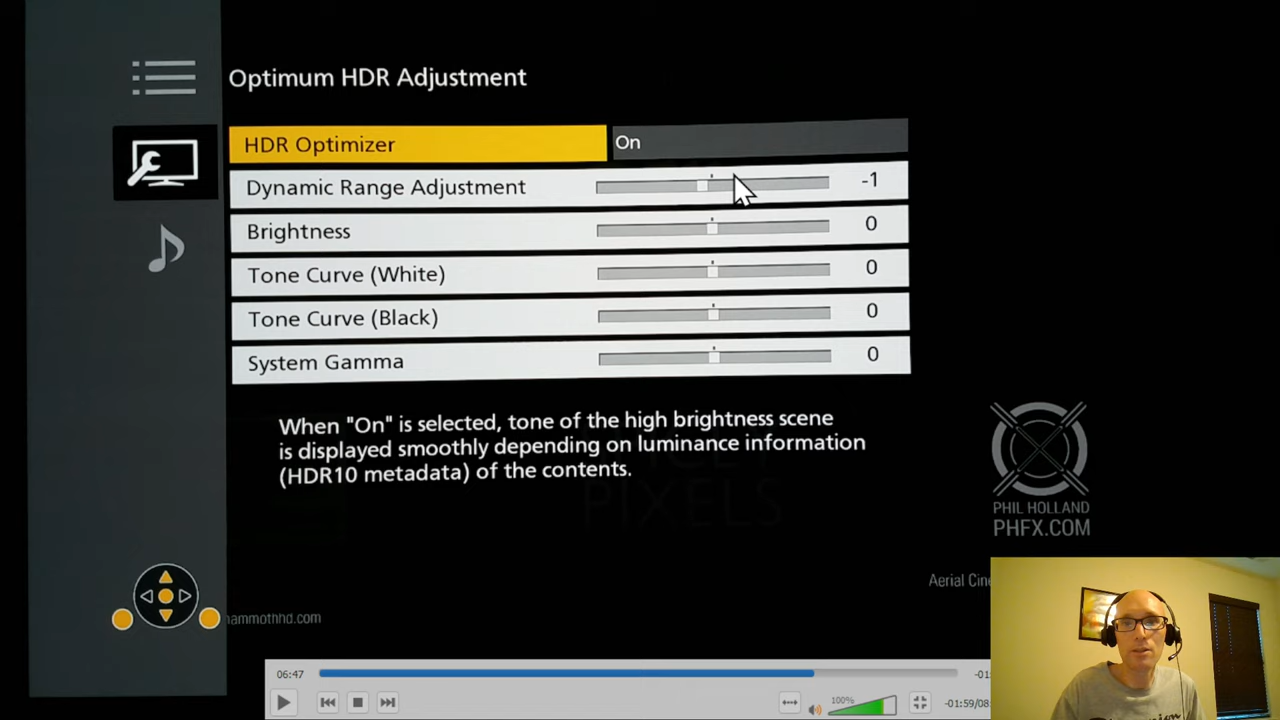 Optimum HDR Adjustment
HDR Optimizer On
Dynamic Range Adjustment -1
Brightness 0
Tone Curve (White) 0
Tone Curve (Black) 0
System Gamma 0
When "On" is selected, tone of the high brightness scene
is displayed smoothly depending on luminance information
(HDR10 metadata) of the contents.
PIXELS
PHIL HOLLAND
PHFX.COM
Aerial
ammothhd.com
06:47
100%
-01:59/08: